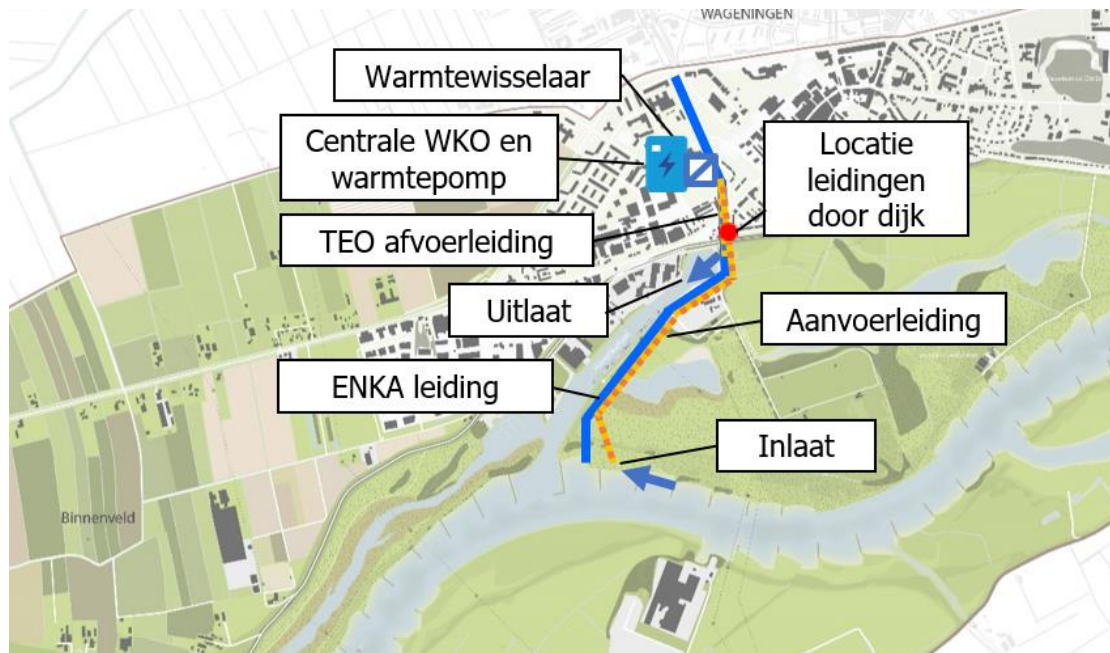 WAGENINGEN
Warmtewisselaar
Centrale WKO en
warmtepomp
Locatie
leidingen
door dijk
TEO afvoerleiding
Uitlaat
Aanvoerleiding
ENKA leiding
Inlaat
Binnenveld